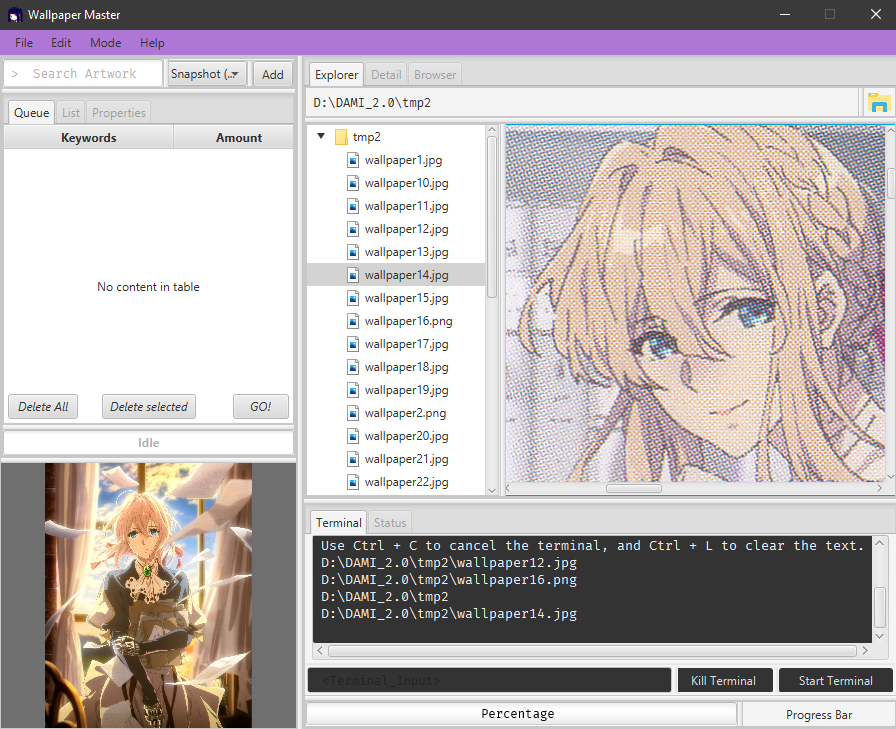 Wallpaper Master
File Edit Mode Help
> Search Artwork
Snapshot (..
Add
Queue List Properties
Keywords Amount
No content in table
Delete All Delete selected GO!
Idle
Explorer Detail Browser
D:\DAMI_2.0\tmp2
tmp2
wallpaper1.jpg
wallpaper10.jpg
wallpaper11.jpg
wallpaper12.jpg
wallpaper13.jpg
wallpaper14.jpg
wallpaper15.jpg
wallpaper16.png
wallpaper17.jpg
wallpaper18.jpg
wallpaper19.jpg
wallpaper2.png
wallpaper20.jpg
wallpaper21.jpg
wallpaper22.jpg
Terminal Status
Use Ctrl + C to cancel the terminal, and Ctrl + L to clear the text.
D:\DAMI_2.0\tmp2\wallpaper12.jpg
D:\DAMI_2.0\tmp2\wallpaper16.png
D:\DAMI_2.0\tmp2
D:\DAMI_2.0\tmp2\wallpaper14.jpg
<Terminal_Input>
Kill Terminal
Start Terminal
Percentage
Progress Bar